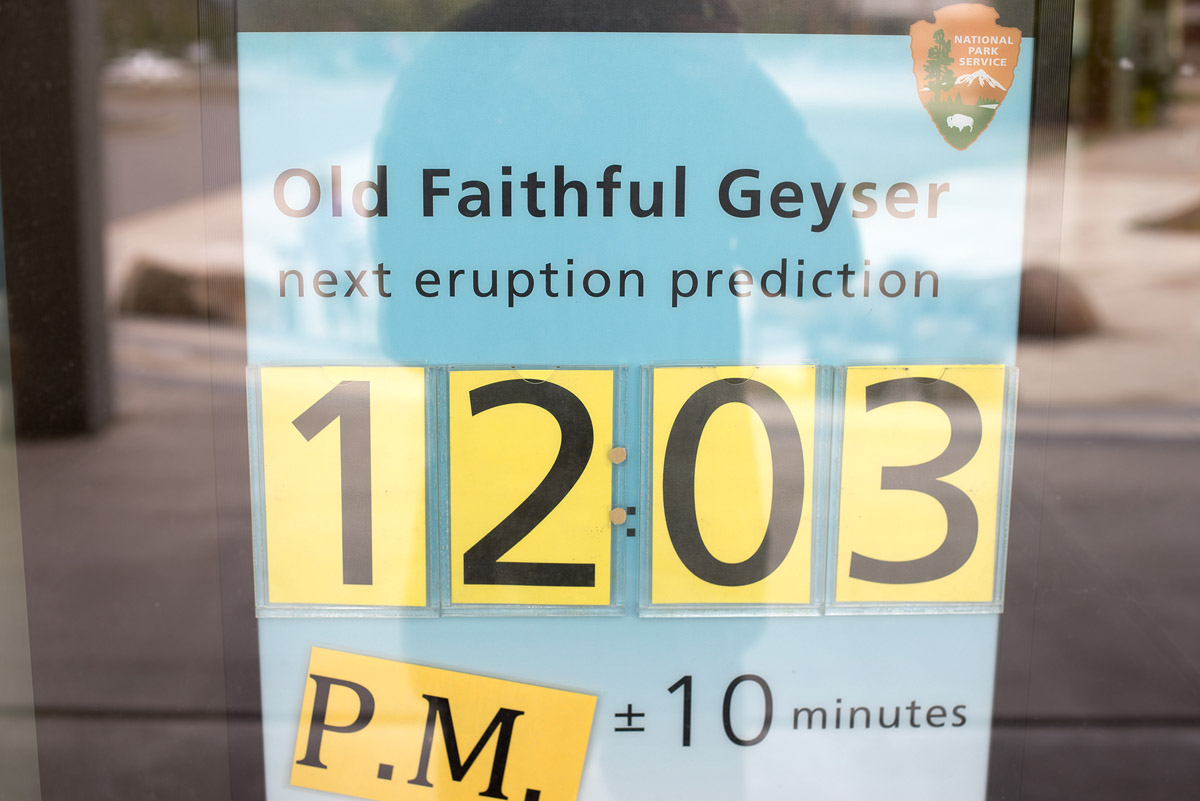 NATIONAL
PARK
SERVICE
Old Faithful Geyser
next eruption prediction
12:03
P.M. ± 10 minutes